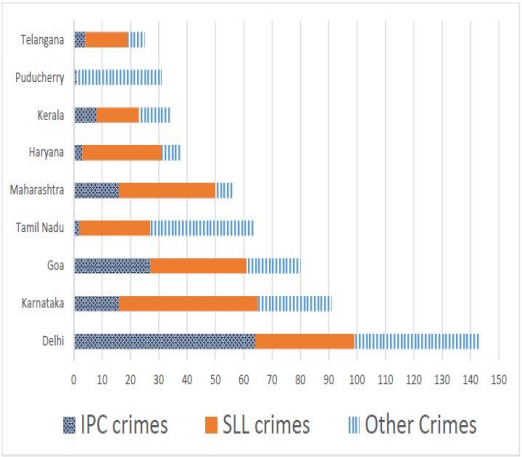 Telangana
Puducherry
Kerala
Haryana
Maharashtra
Tamil Nadu
Goa
Karnataka
Delhi
0 10 20 30 40 50 60 70 80 90 100 110 120 130 140 150
IPC crimes SLL crimes Other Crimes